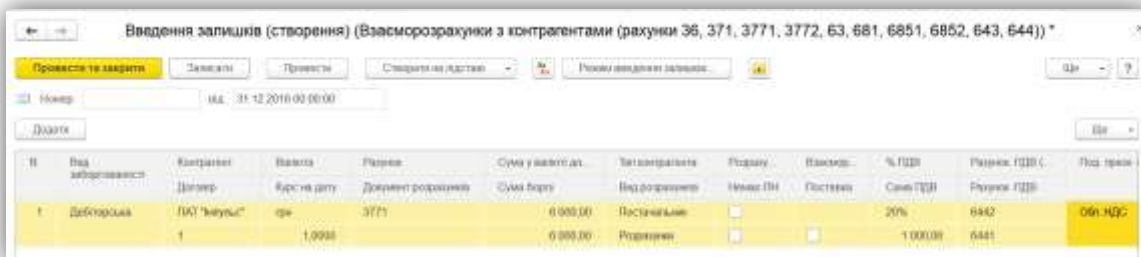 Введення залишків (створення) (Взаєморозрахунки з контрагентами (рахунки 36, 371, 3771, 3772, 63, 681, 6851, 6852, 643, 644)) *
Провести та закрити Записати Провести Створити на підставі Режим введення залишків... Ще ?
Номер: від: 31.12.2016 00:00:00
Додати Ще
N Вид заборгованості Контрагент Валюта Рахунок Сума у валюті до... Тип контрагента Розраху... Взаємор... % ПДВ Рахунок ПДВ (... Под. призн
Договір Курс на дату Документ розрахунків Сума боргу Вид розрахунків Немає ПН Поставка Сума ПДВ Рахунок ПДВ
1 Дебіторська ПАТ "Імпульс" грн 3771 6 000,00 Постачальник 20% 6442 Обл. НДС
1 1,0000 6 000,00 Розрахунки 1 000,00 6441